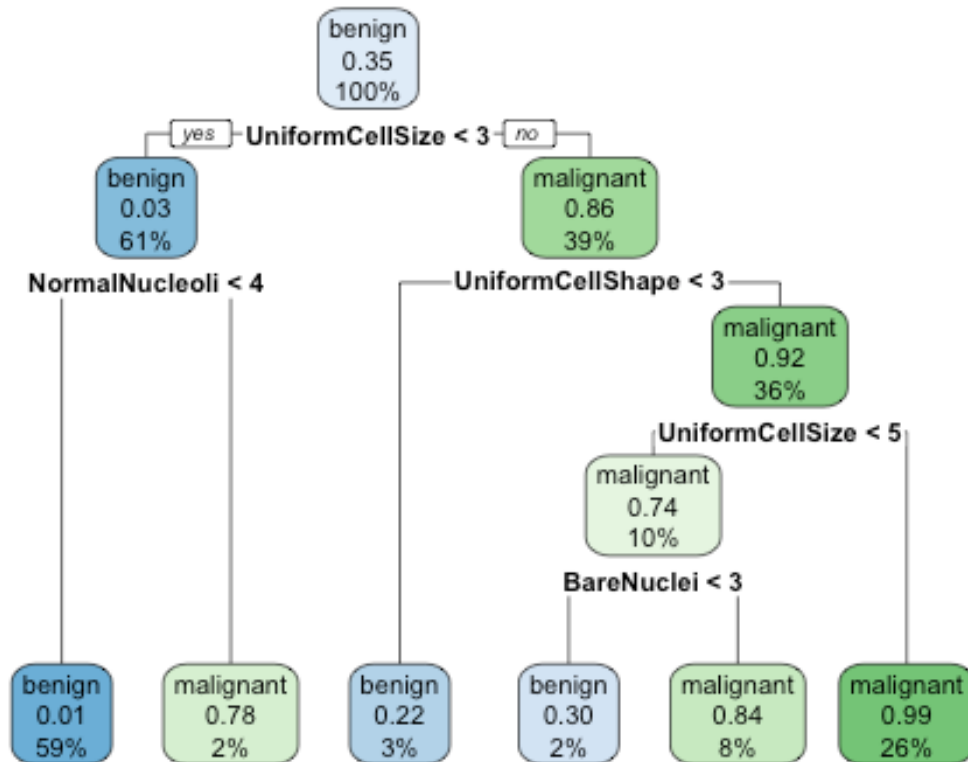 benign
0.35
100%
yes UniformCellSize < 3 no
benign
0.03
61%
malignant
0.86
39%
NormalNucleoli < 4
UniformCellShape < 3
malignant
0.92
36%
UniformCellSize < 5
malignant
0.74
10%
BareNuclei < 3
benign
0.01
59%
malignant
0.78
2%
benign
0.22
3%
benign
0.30
2%
malignant
0.84
8%
malignant
0.99
26%